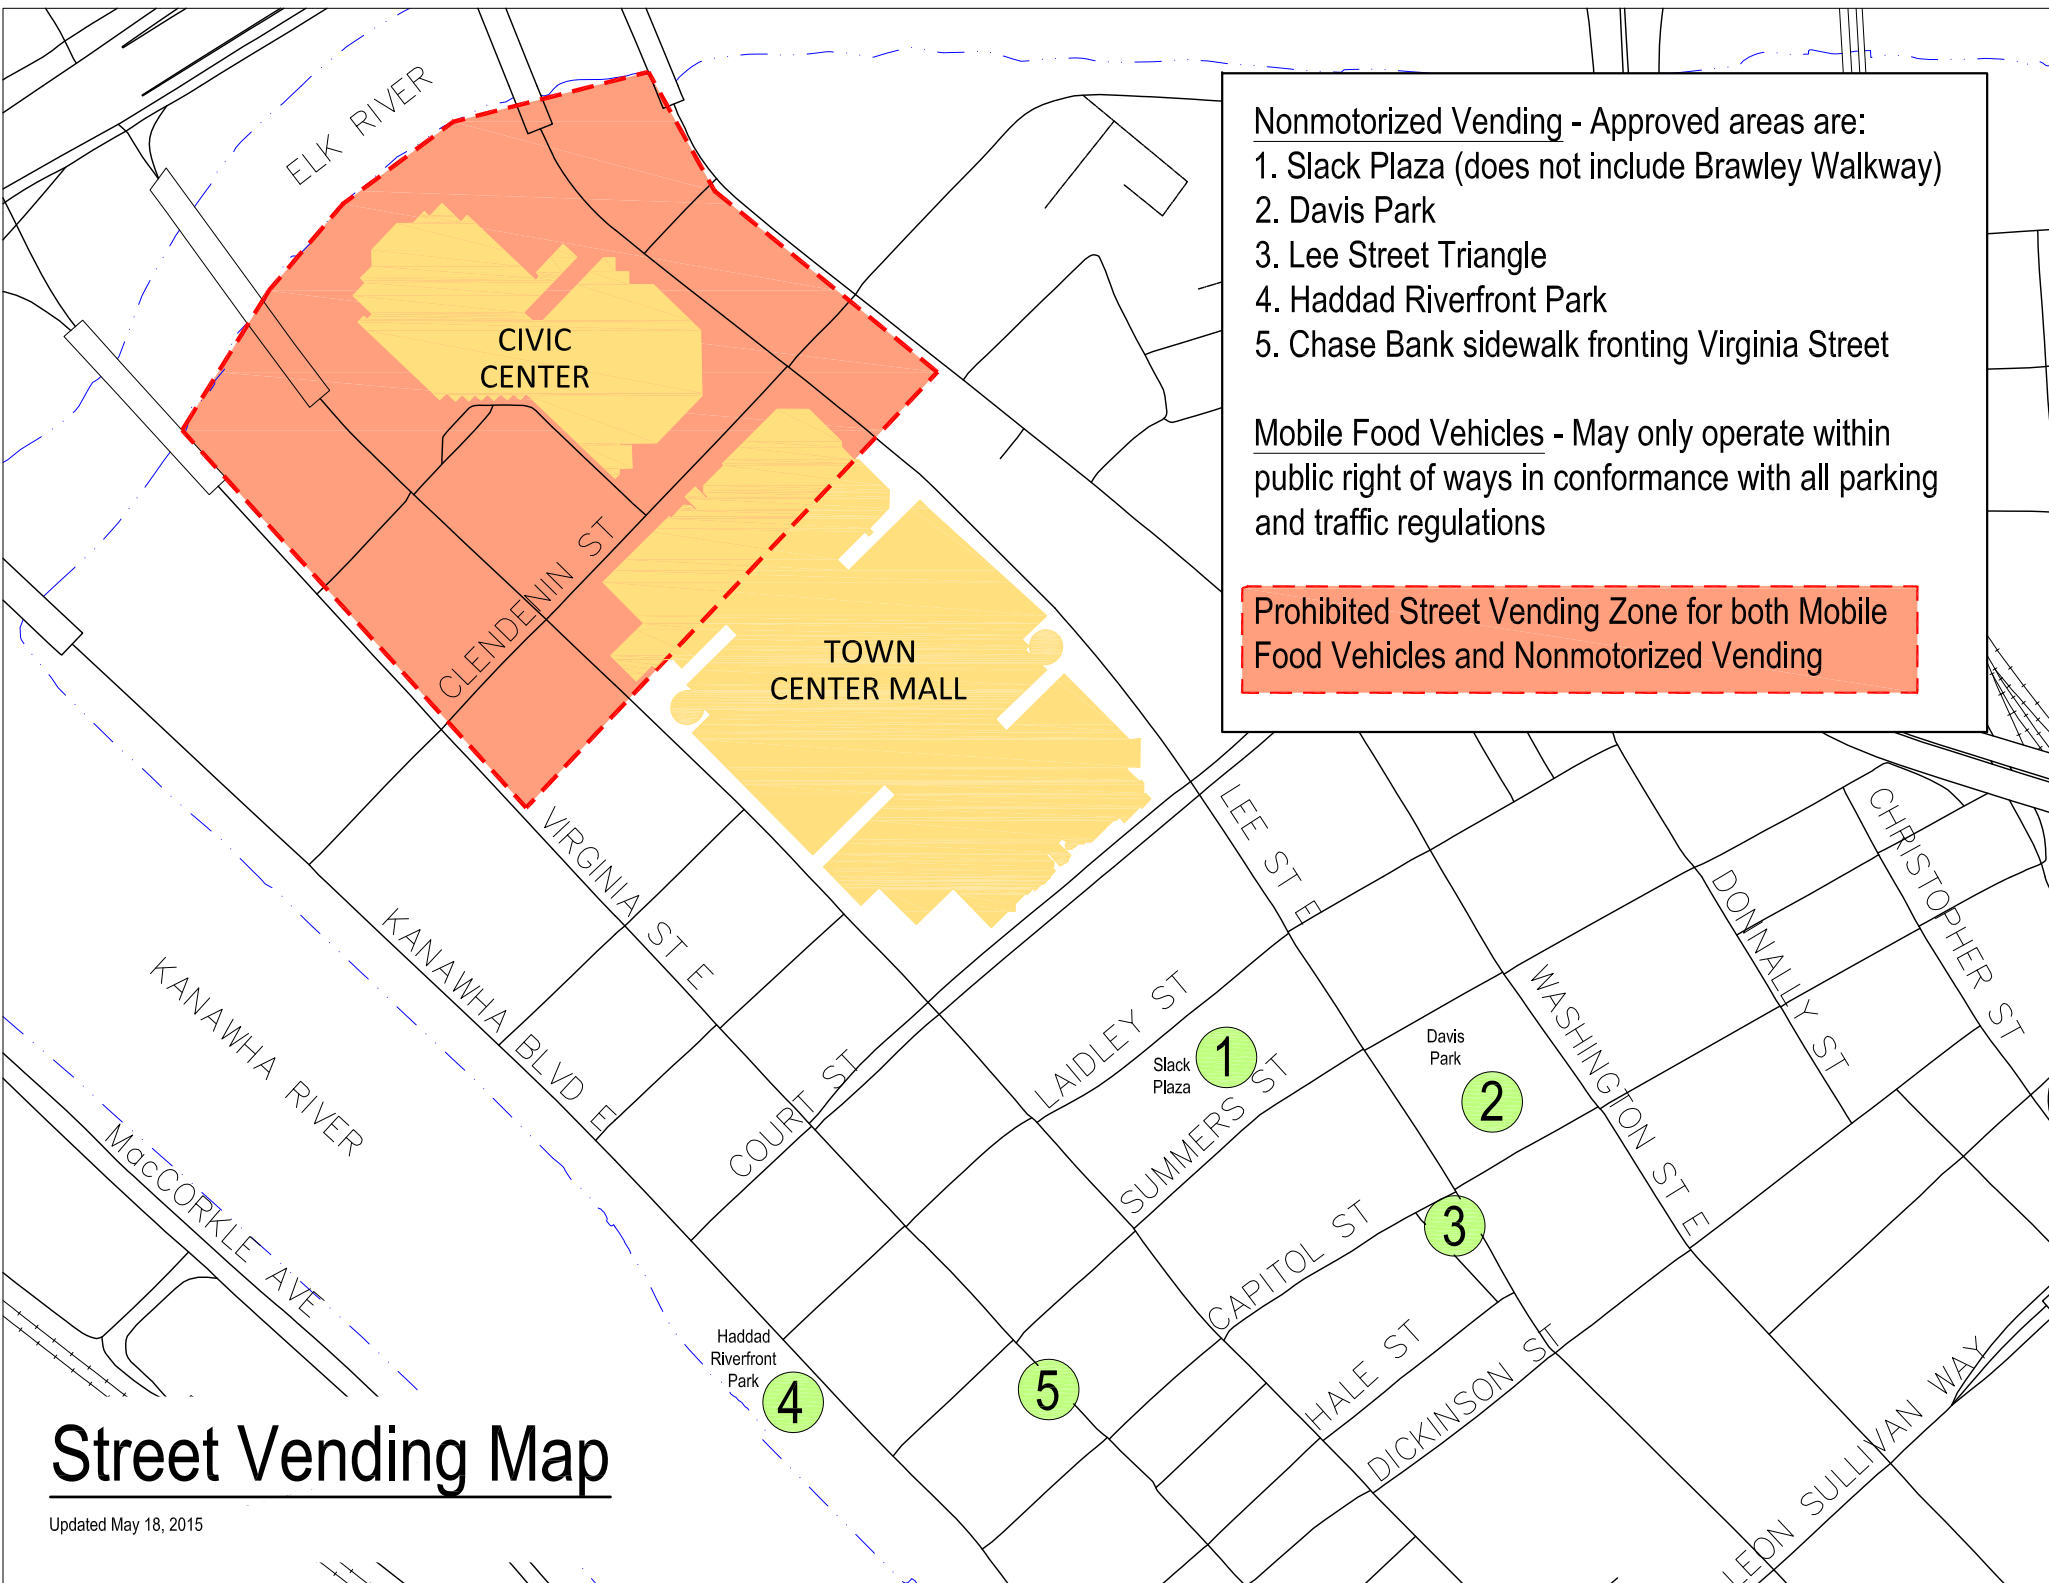 ELK RIVER
Nonmotorized Vending - Approved areas are:
1. Slack Plaza (does not include Brawley Walkway)
2. Davis Park
3. Lee Street Triangle
4. Haddad Riverfront Park
5. Chase Bank sidewalk fronting Virginia Street
Mobile Food Vehicles - May only operate within
public right of ways in conformance with all parking
and traffic regulations
Prohibited Street Vending Zone for both Mobile
Food Vehicles and Nonmotorized Vending
CIVIC
CENTER
CLENDENIN ST
TOWN
CENTER MALL
VIRGINIA ST E
LEE ST E
CHRISTOPHER ST
DONNALLY ST
WASHINGTON ST E
KANAWHA BLVD E
KANAWHA RIVER
MacCORKLE AVE
COURT ST
LAIDLEY ST
Slack
Plaza
1
SUMMERS ST
Davis
Park
2
3
CAPITOL ST
HALE ST
DICKINSON ST
LEON SULLIVAN WAY
Haddad
Riverfront
Park
4
5
Street Vending Map
Updated May 18, 2015